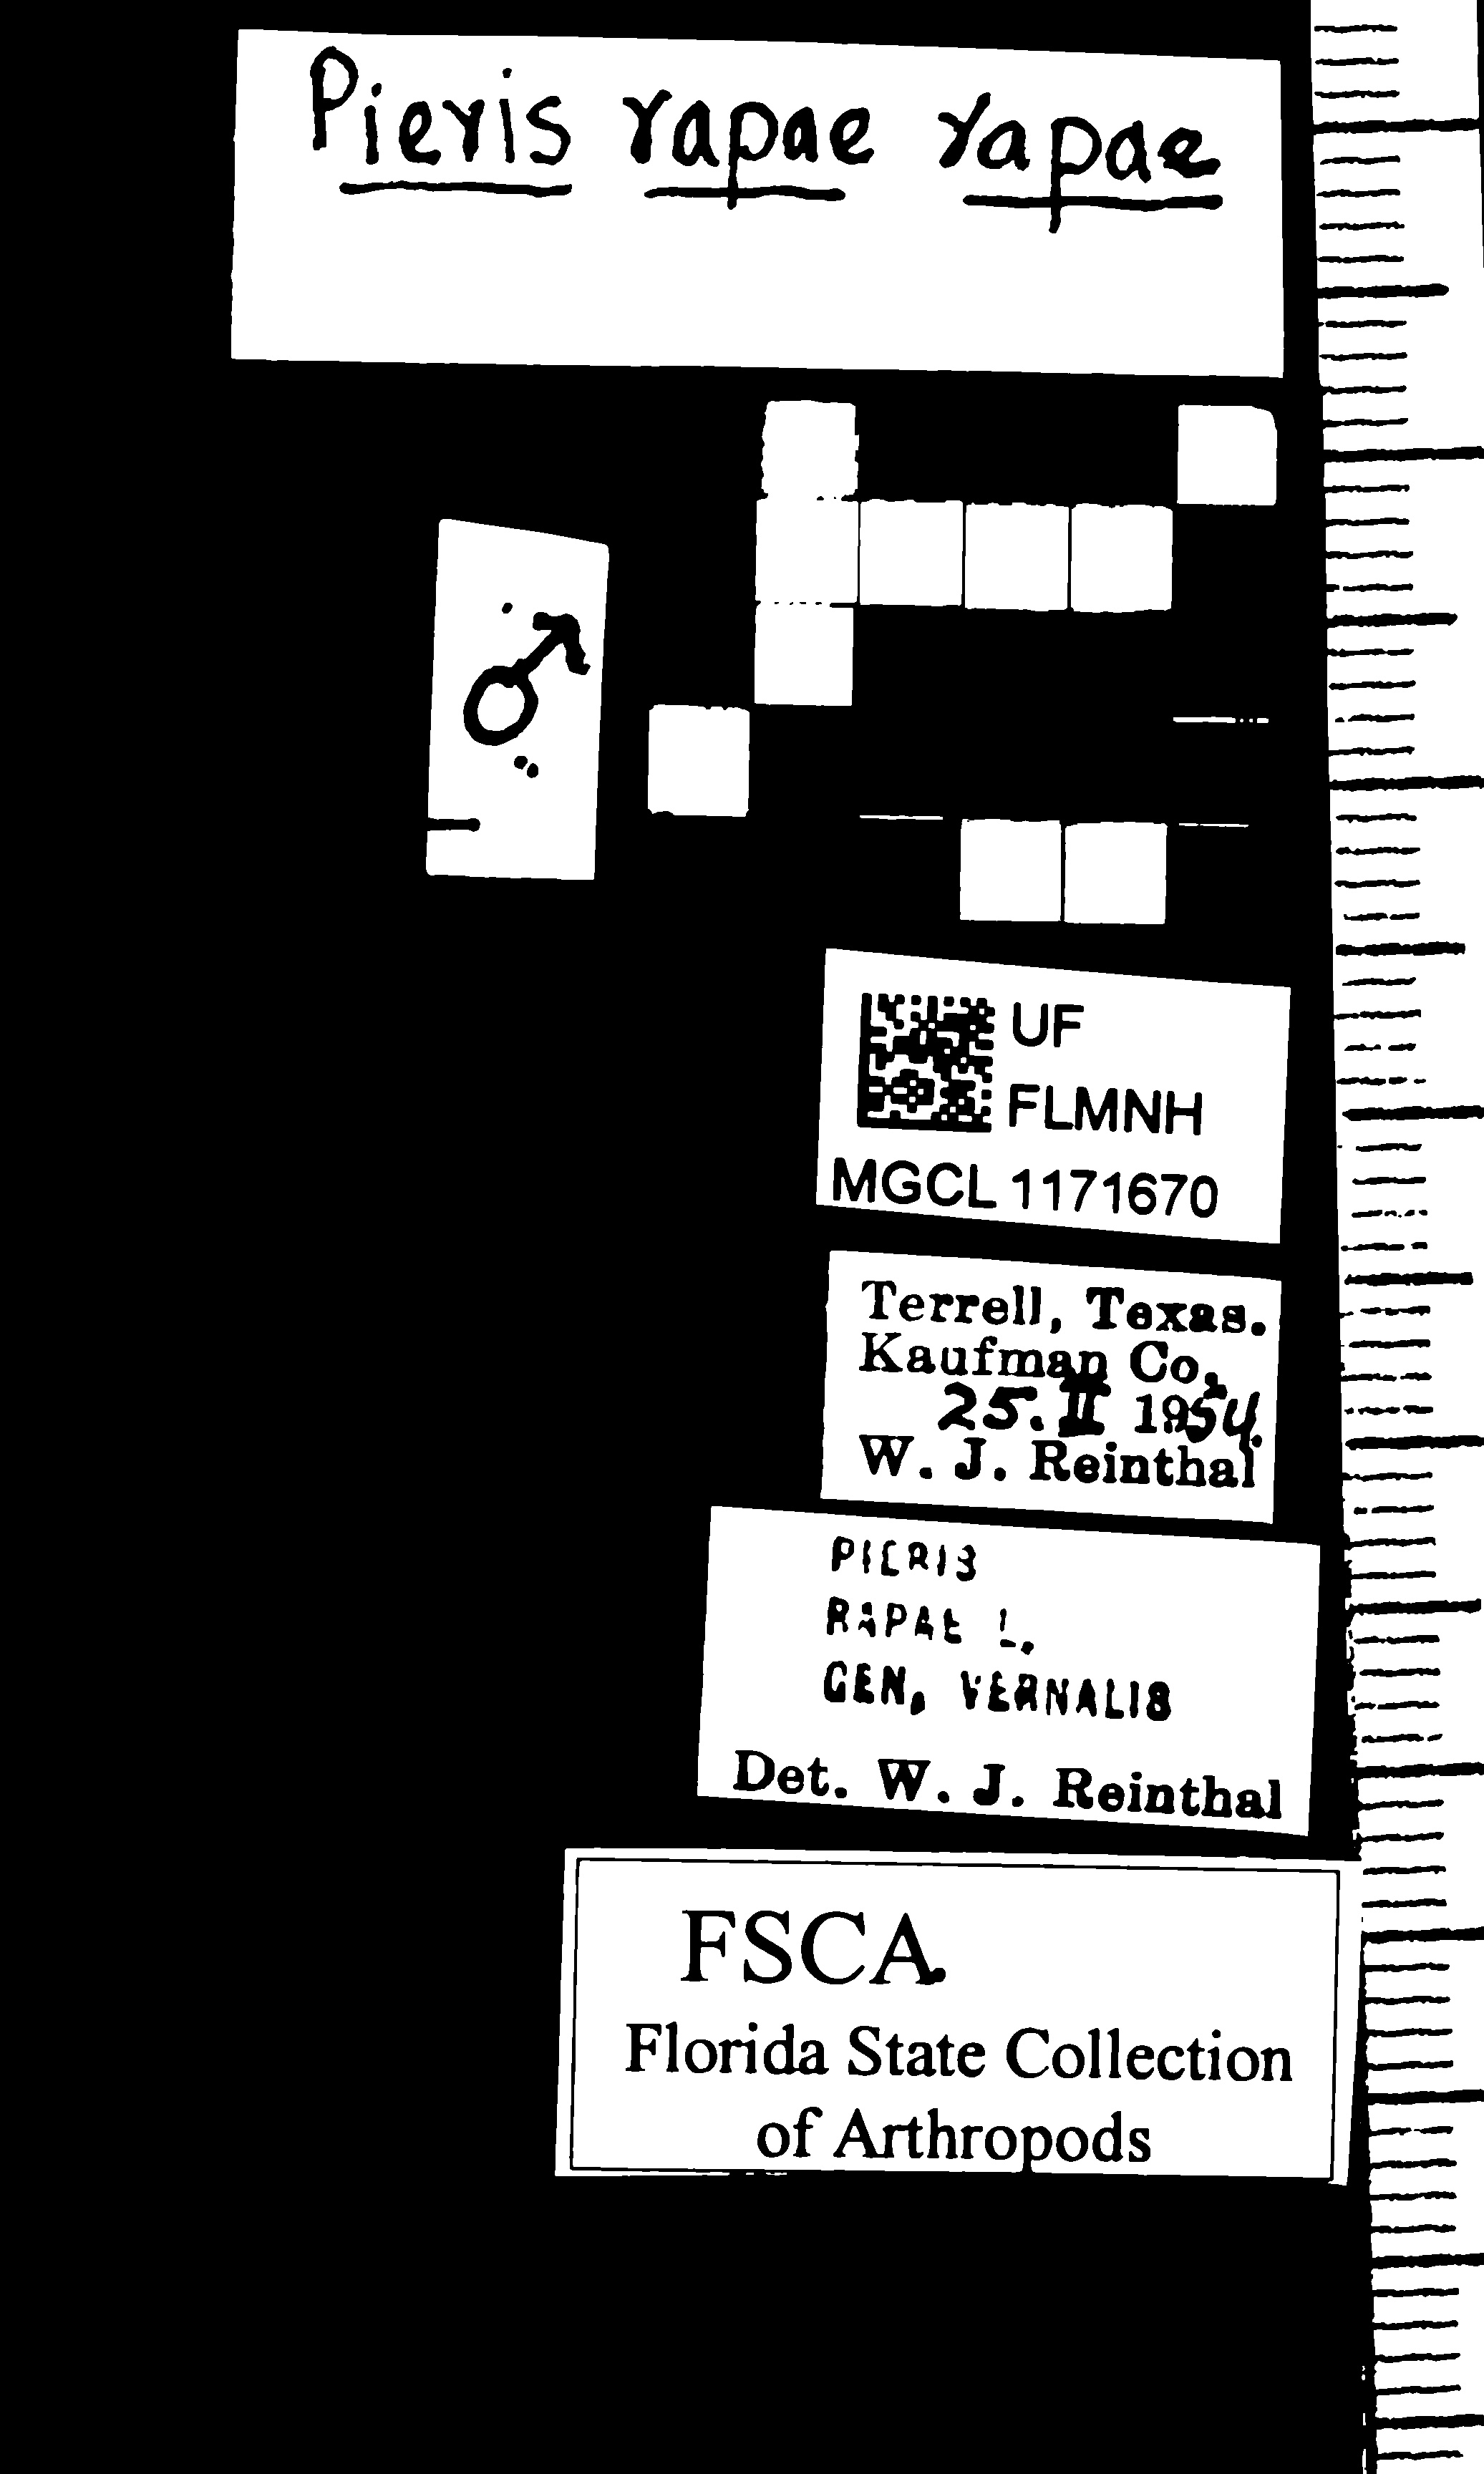 Pieris rapae rapae
♂
UF
FLMNH
MGCL 1171670
Terrell, Texas.
Kaufman Co.
25.II 1954.
W. J. Reinthal
PIERIS
RAPAE L.
GEN. VERNALIS
Det. W. J. Reinthal
FSCA
Florida State Collection
of Arthropods